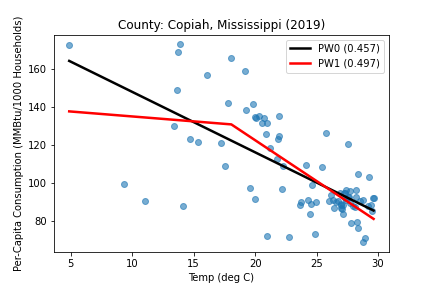 County: Copiah, Mississippi (2019)
PW0 (0.457)
PW1 (0.497)
Per-Capita Consumption (MMBtu/1000 Households)
160
140
120
100
80
5 10 15 20 25 30
Temp (deg C)